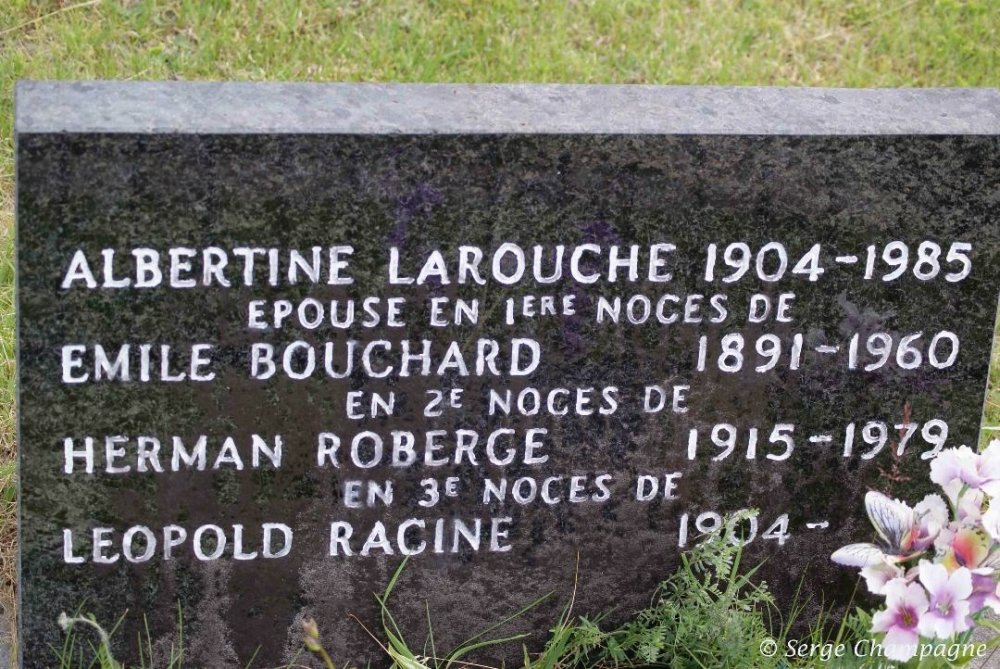 ALBERTINE LAROUCHE 1904-1985
EPOUSE EN 1ERE NOCES DE
EMILE BOUCHARD 1891-1960
EN 2E NOCES DE
HERMAN ROBERGE 1915-1979
EN 3E NOCES DE
LEOPOLD RACINE 1904-
© Serge Champagne